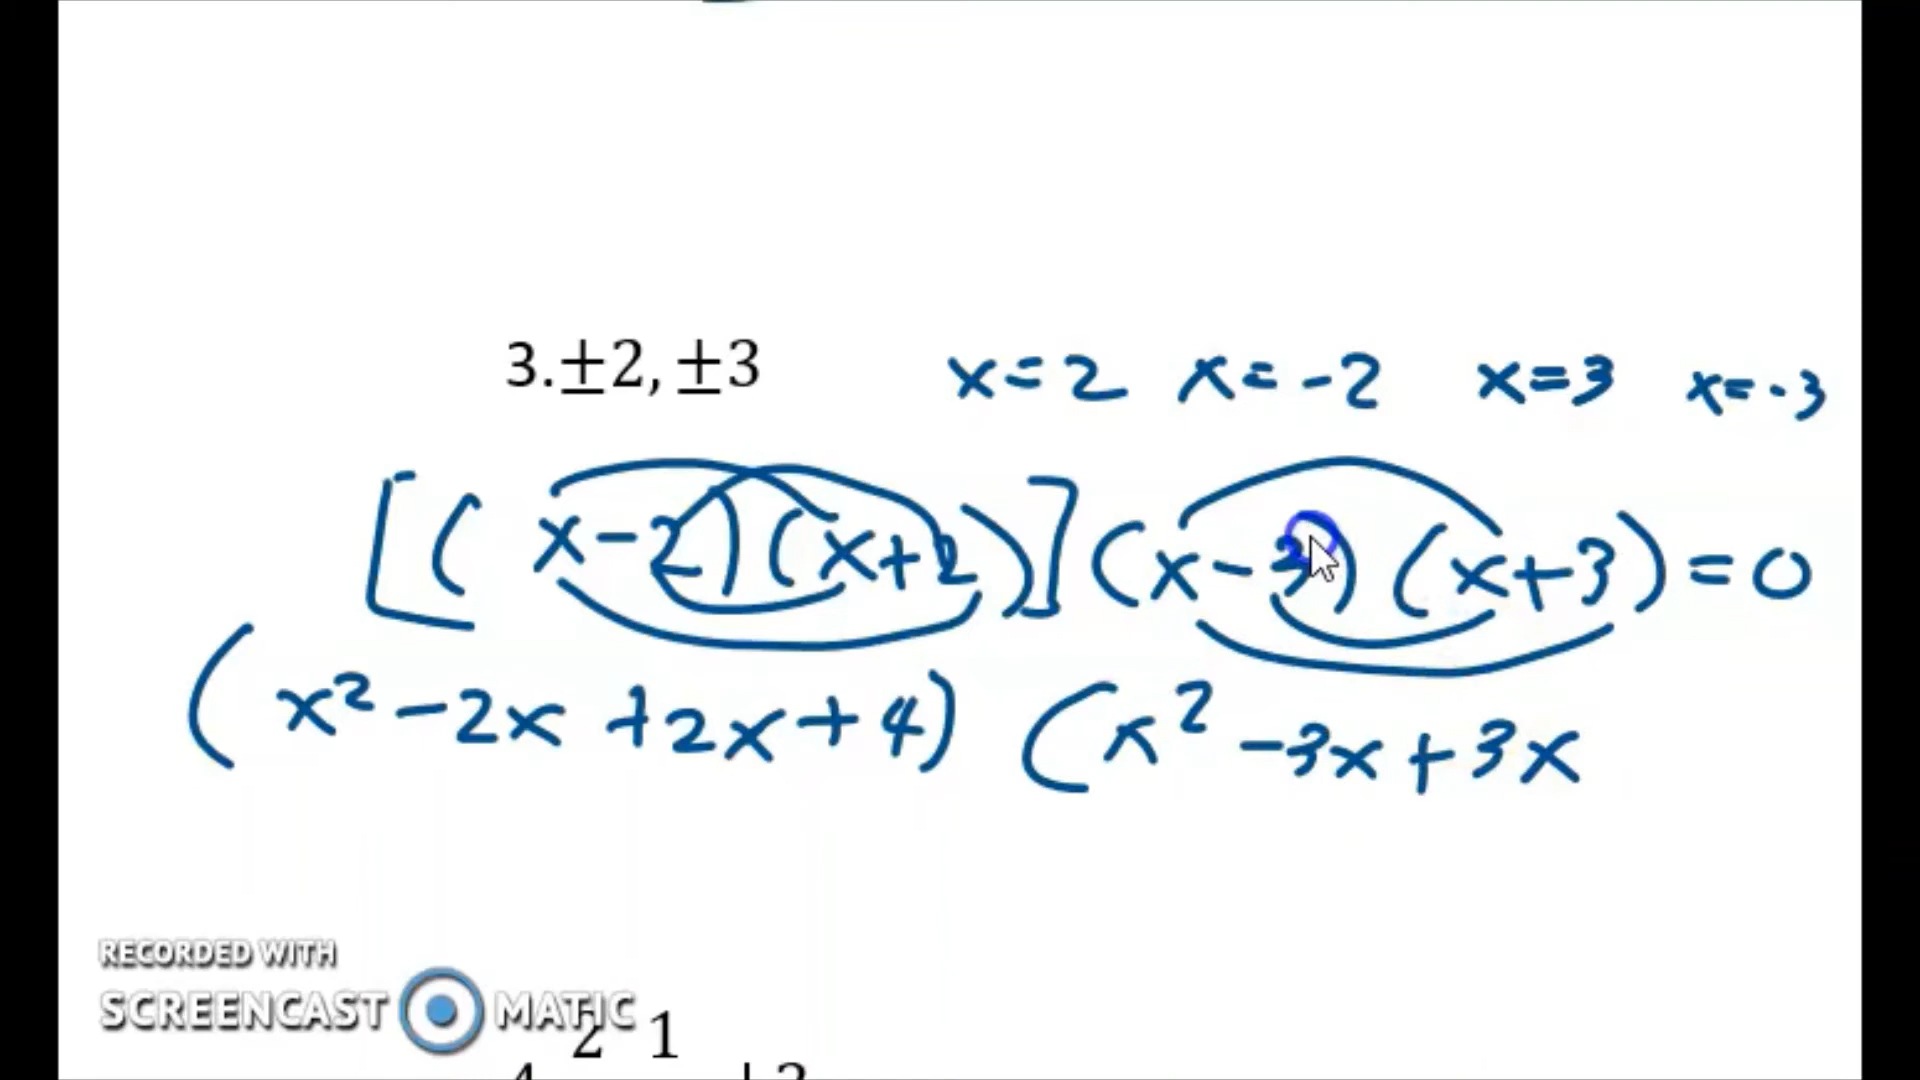 3.±2, ±3 x=2 x=-2 x=3 x=-3
[(x-2)(x+2)](x-3)(x+3)=0
(x²-2x+2x+4) (x²-3x+3x
RECORDED WITH
SCREENCAST MATIC
2 1